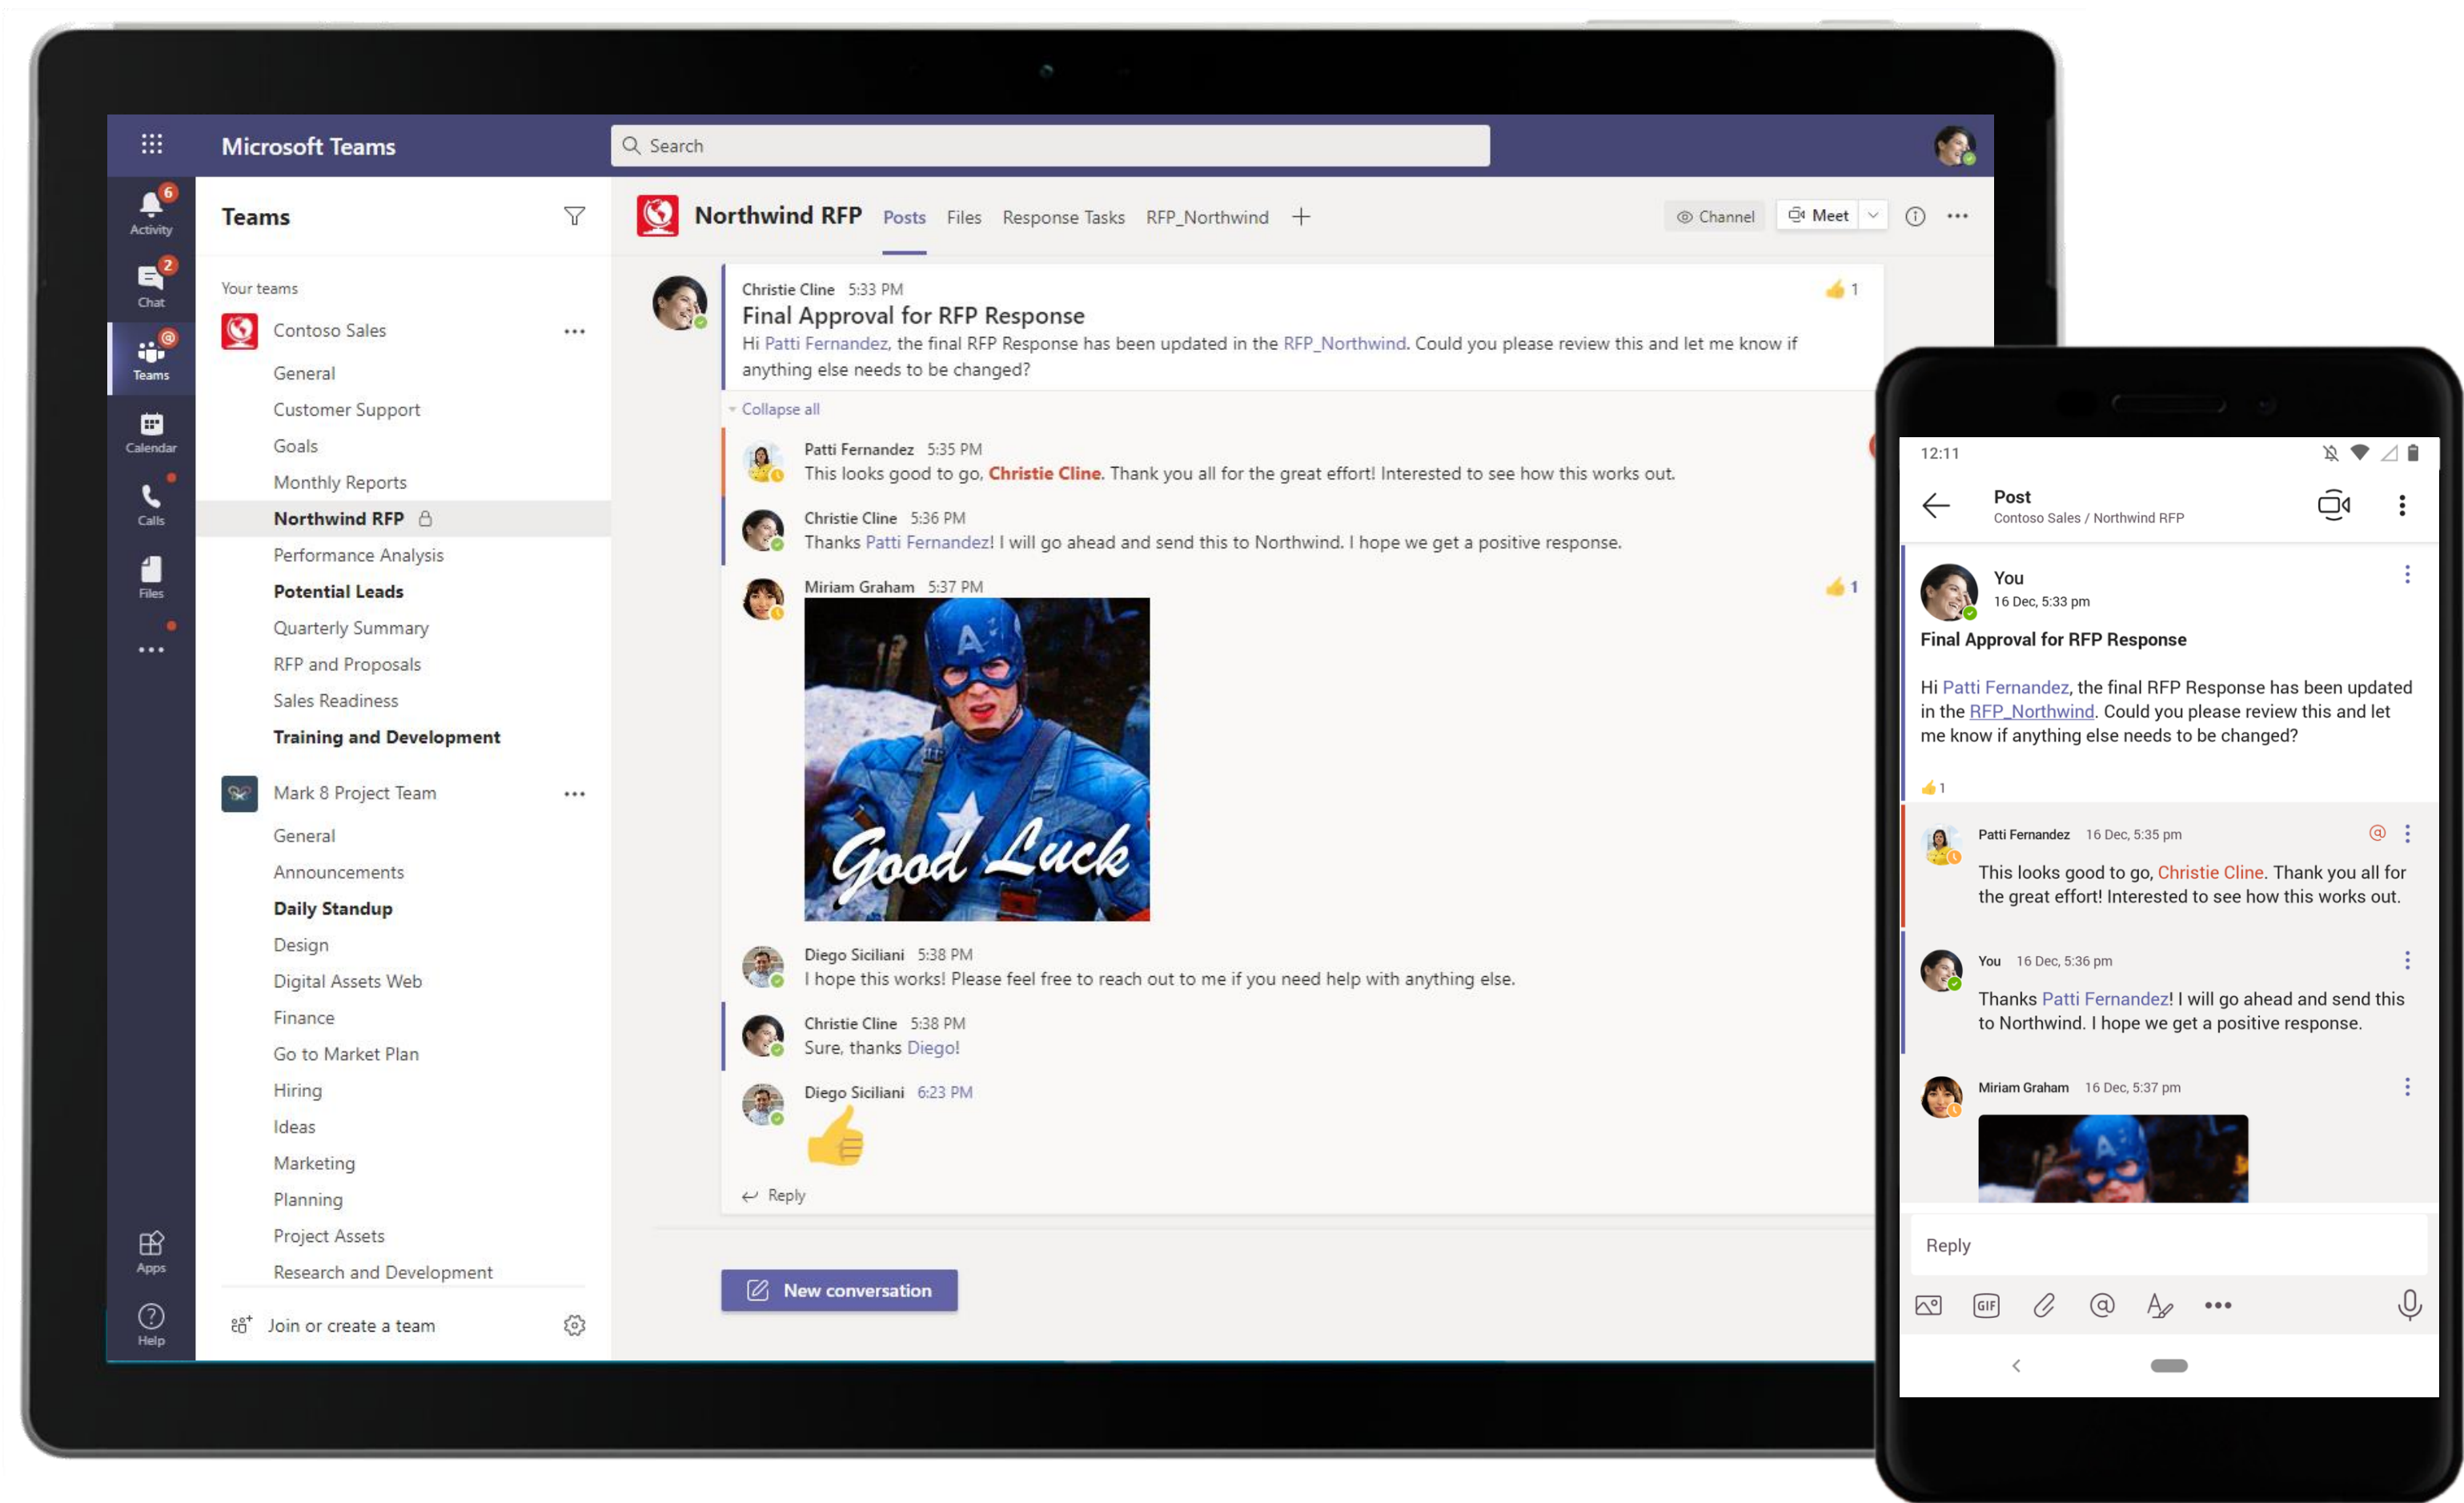 Microsoft Teams
Search
6
Activity
2
Chat
@
Teams
Calendar
Calls
Files
Apps
Help
Teams
Your teams
Contoso Sales
General
Customer Support
Goals
Monthly Reports
Northwind RFP
Performance Analysis
Potential Leads
Quarterly Summary
RFP and Proposals
Sales Readiness
Training and Development
Mark 8 Project Team
General
Announcements
Daily Standup
Design
Digital Assets Web
Finance
Go to Market Plan
Hiring
Ideas
Marketing
Planning
Project Assets
Research and Development
Join or create a team
Northwind RFP Posts Files Response Tasks RFP_Northwind
Channel Meet
Christie Cline 5:33 PM
1
Final Approval for RFP Response
Hi Patti Fernandez, the final RFP Response has been updated in the RFP_Northwind. Could you please review this and let me know if
anything else needs to be changed?
Collapse all
Patti Fernandez 5:35 PM
This looks good to go, Christie Cline. Thank you all for the great effort! Interested to see how this works out.
Christie Cline 5:36 PM
Thanks Patti Fernandez! I will go ahead and send this to Northwind. I hope we get a positive response.
Miriam Graham 5:37 PM
1
A
Good Luck
Diego Siciliani 5:38 PM
I hope this works! Please feel free to reach out to me if you need help with anything else.
Christie Cline 5:38 PM
Sure, thanks Diego!
Diego Siciliani 6:23 PM
Reply
New conversation
12:11
Post
Contoso Sales / Northwind RFP
You
16 Dec, 5:33 pm
Final Approval for RFP Response
Hi Patti Fernandez, the final RFP Response has been updated
in the RFP_Northwind. Could you please review this and let
me know if anything else needs to be changed?
1
Patti Fernandez 16 Dec, 5:35 pm
@
This looks good to go, Christie Cline. Thank you all for
the great effort! Interested to see how this works out.
You 16 Dec, 5:36 pm
Thanks Patti Fernandez! I will go ahead and send this
to Northwind. I hope we get a positive response.
Miriam Graham 16 Dec, 5:37 pm
A
Reply
GIF
@
A